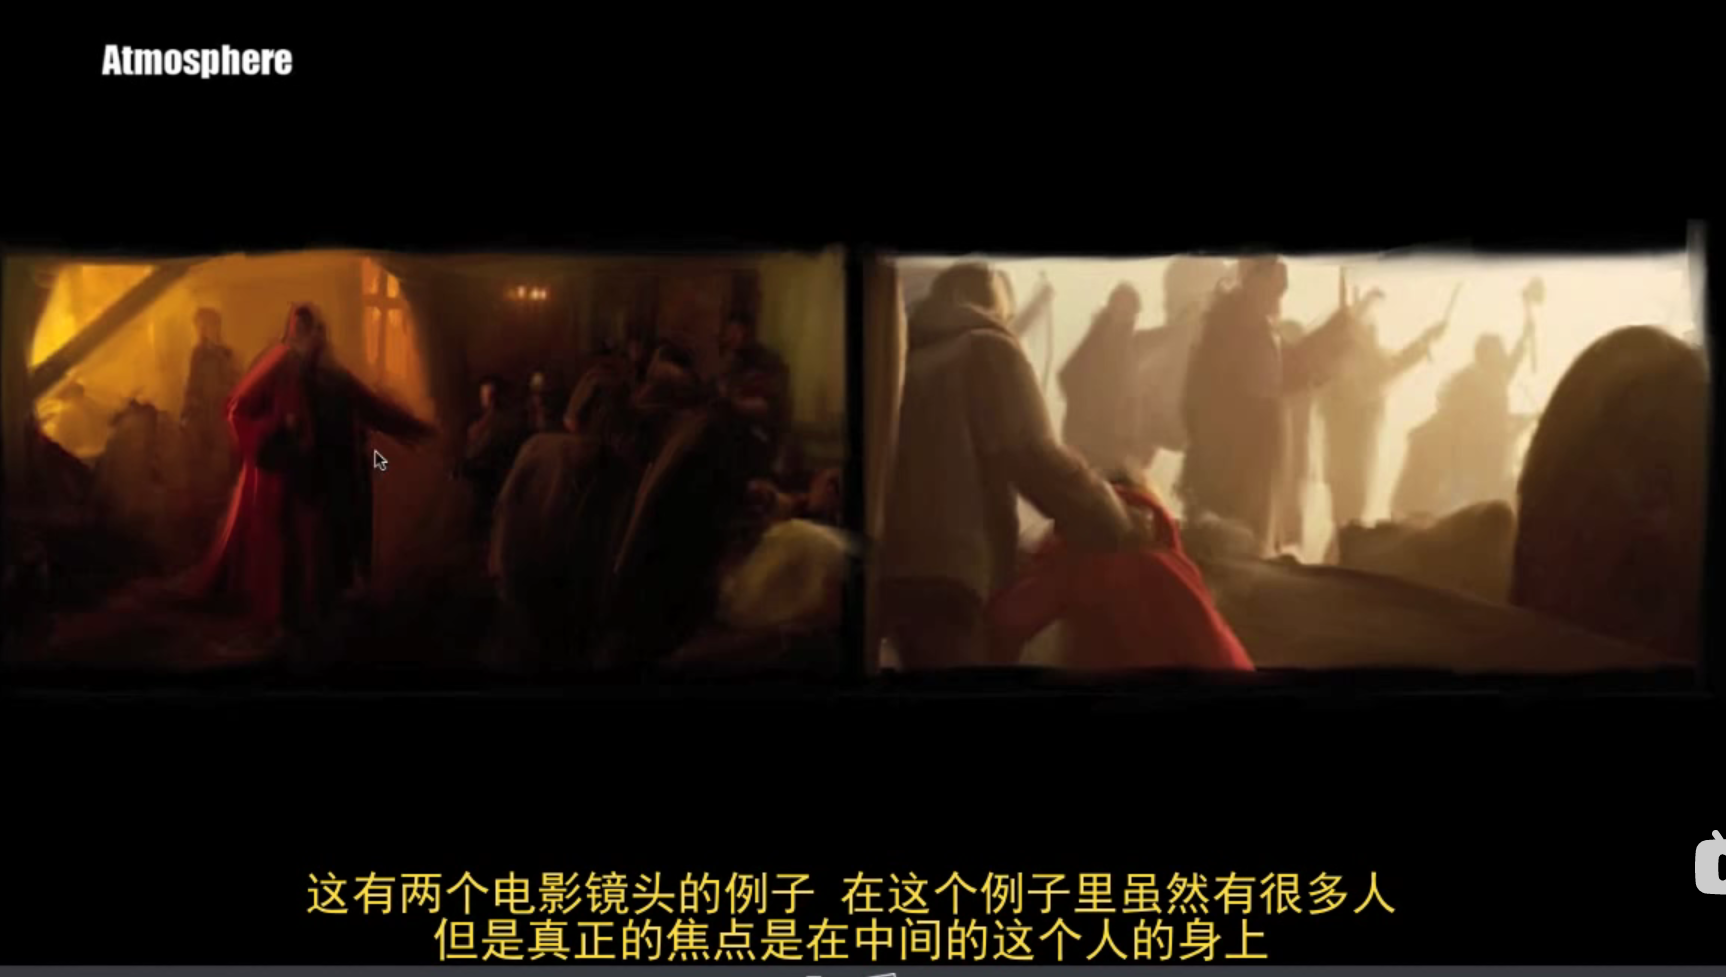 Atmosphere
这有两个电影镜头的例子 在这个例子里虽然有很多人
但是真正的焦点是在中间的这个人的身上